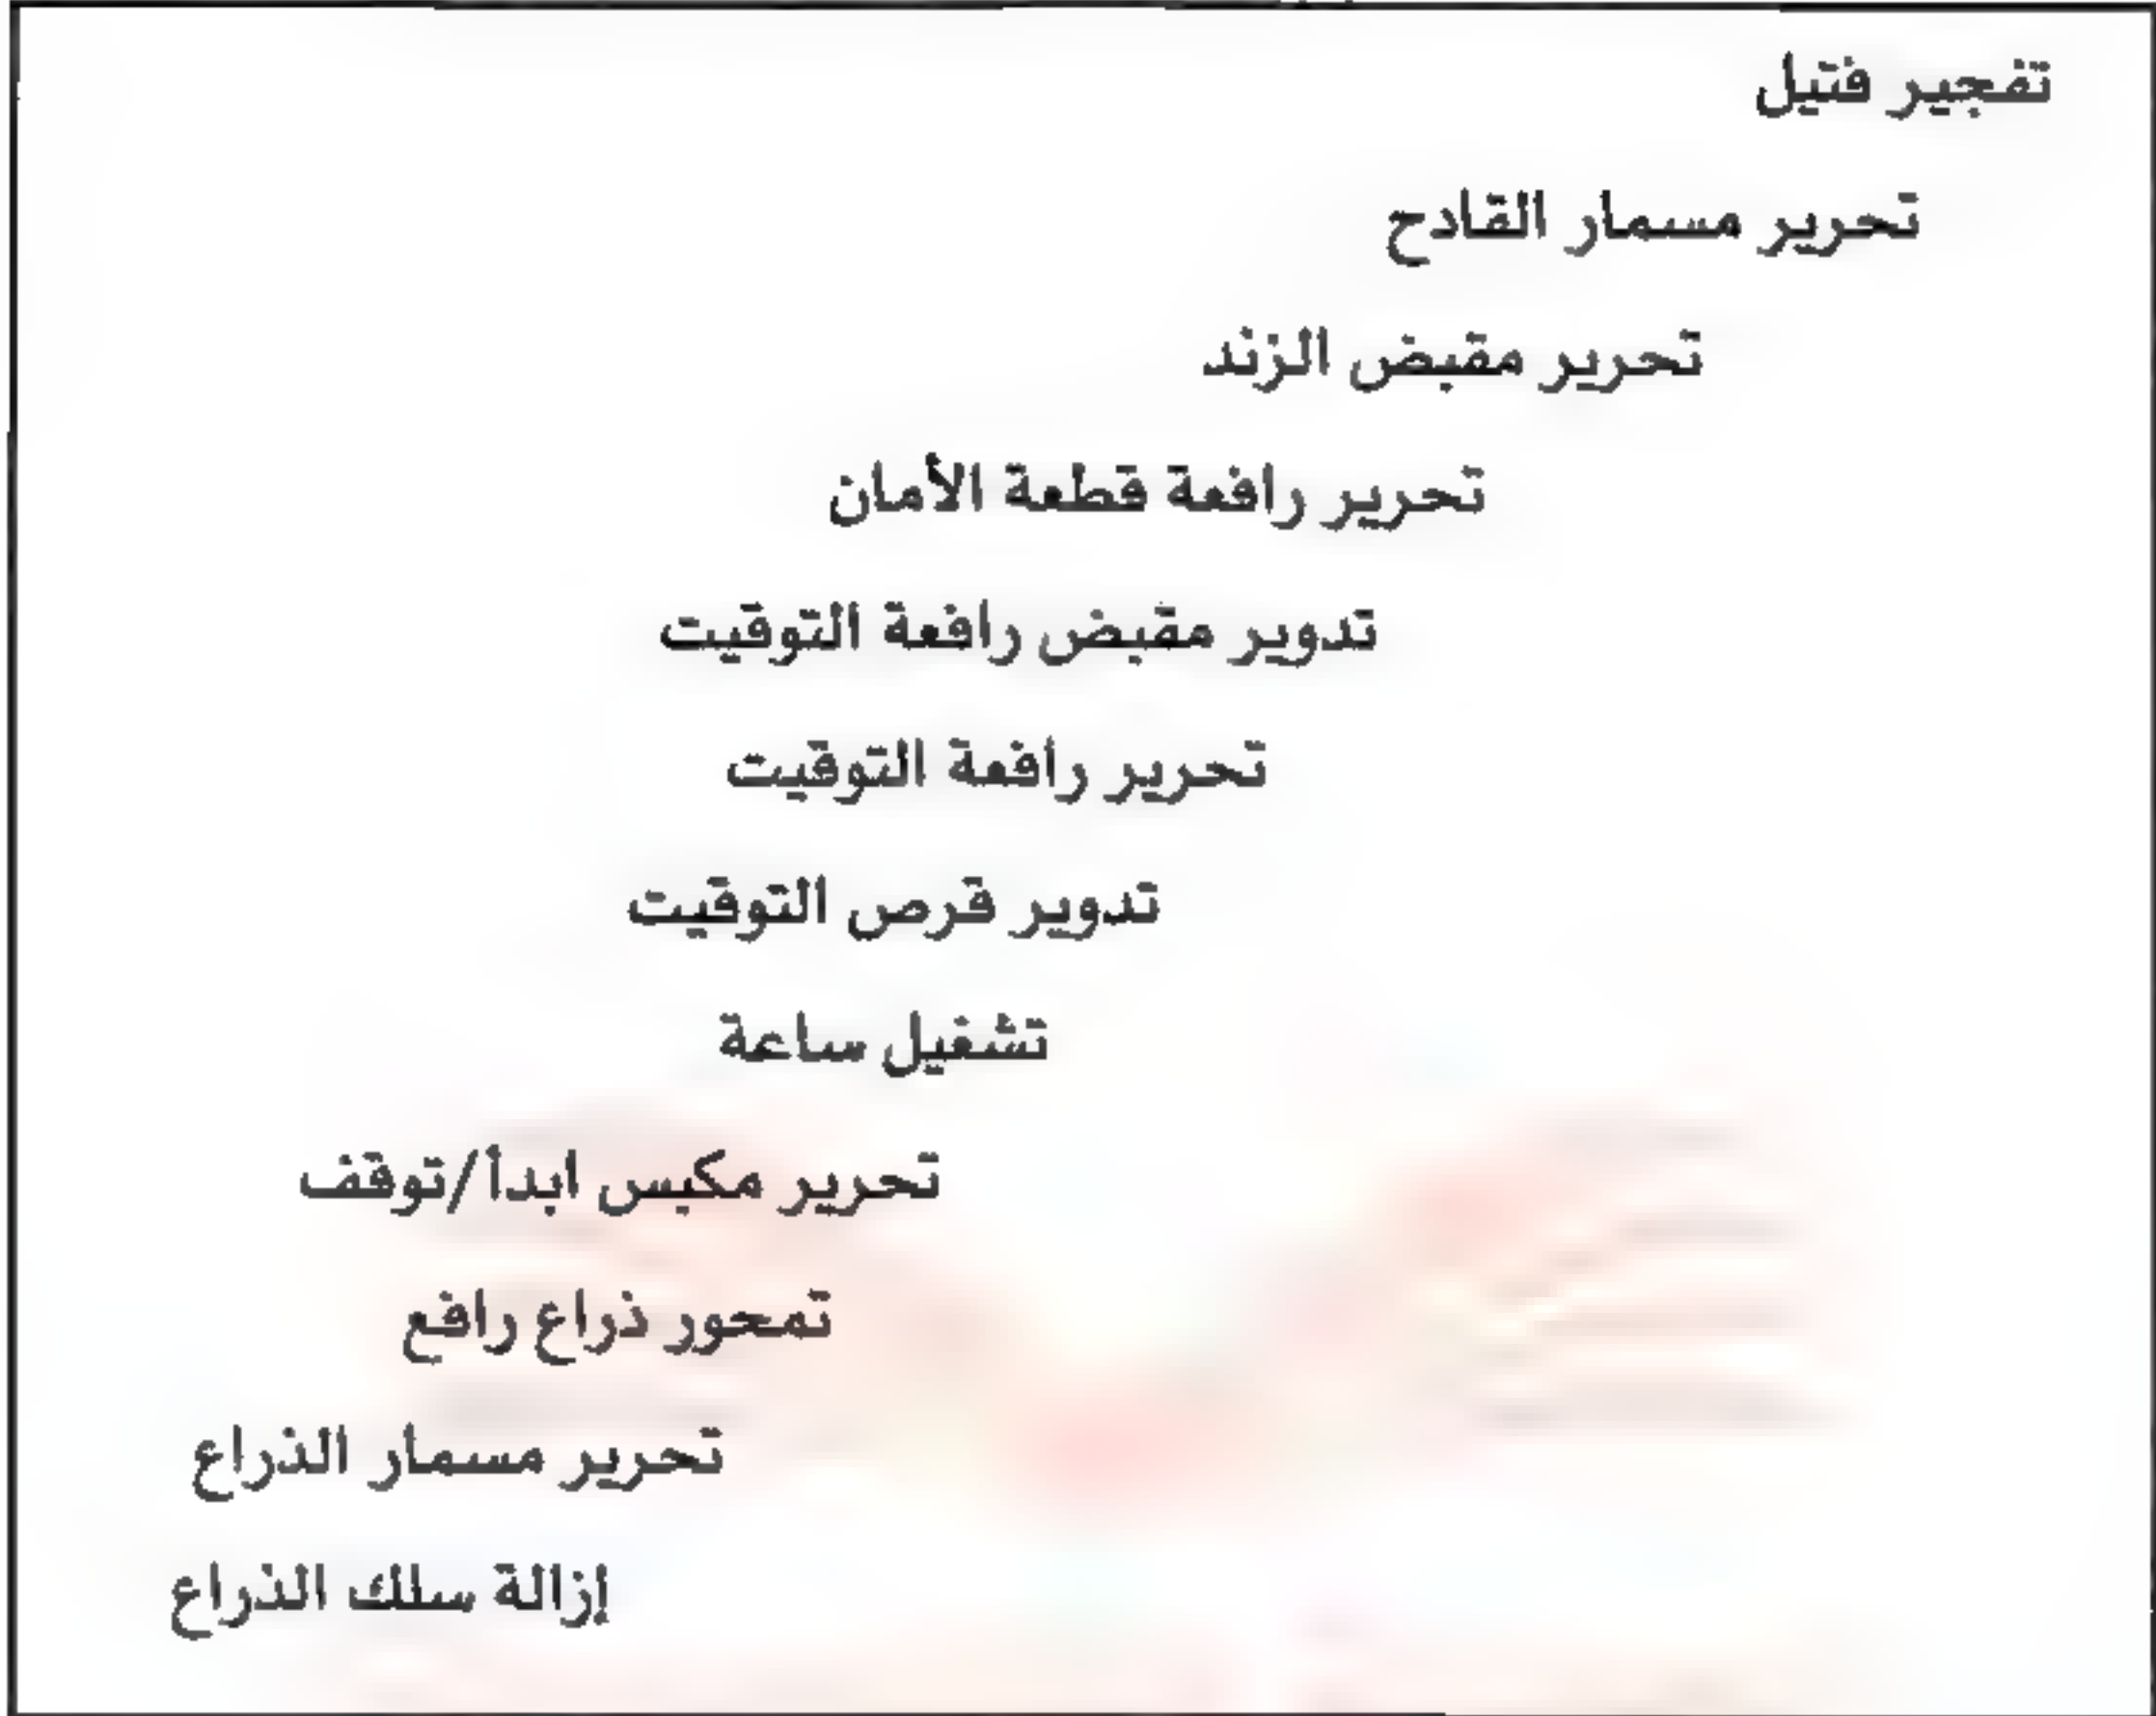 تفجير فتيل
تحرير مسمار القادح
تحرير مقبض الزند
تحرير رافعة قطعة الأمان
تدوير مقبض رافعة التوقيت
تحرير رافعة التوقيت
تدوير قرص التوقيت
تشغيل ساعة
تحرير مكبس ابدأ/توقف
تمحور ذراع رافع
تحرير مسمار الذراع
إزالة سلك الذراع